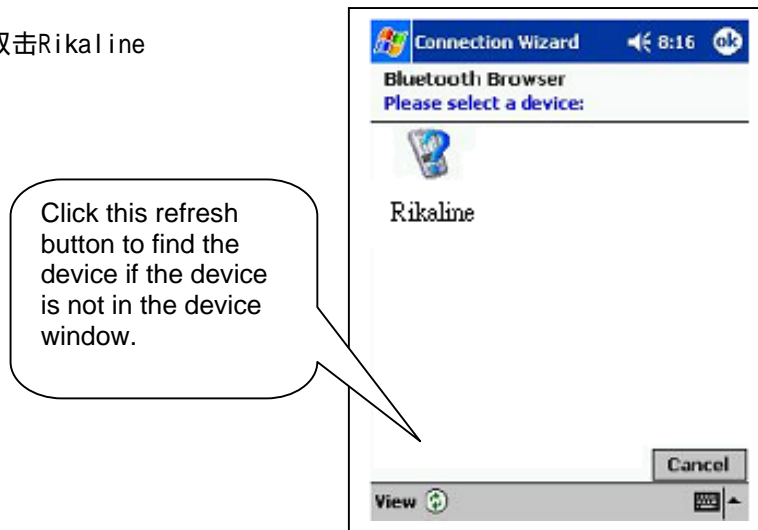 双击Rikaline
Connection Wizard 8:16 ok
Bluetooth Browser
Please select a device:
Rikaline
Click this refresh
button to find the
device if the device
is not in the device
window.
Cancel
View